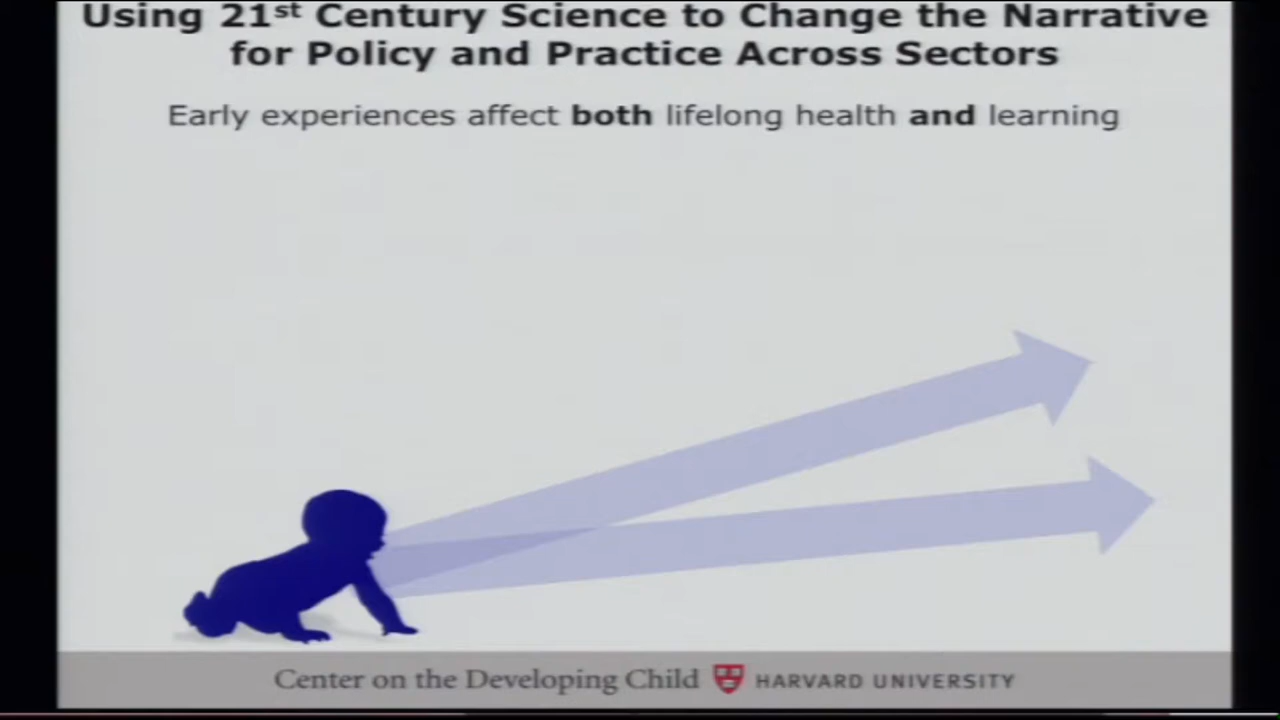 Using 21st Century Science to Change the Narrative
for Policy and Practice Across Sectors
Early experiences affect both lifelong health and learning
Center on the Developing Child HARVARD UNIVERSITY